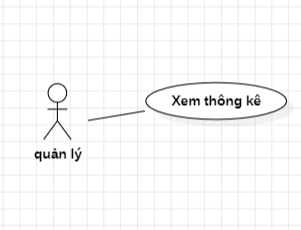 Xem thông kê
quản lý